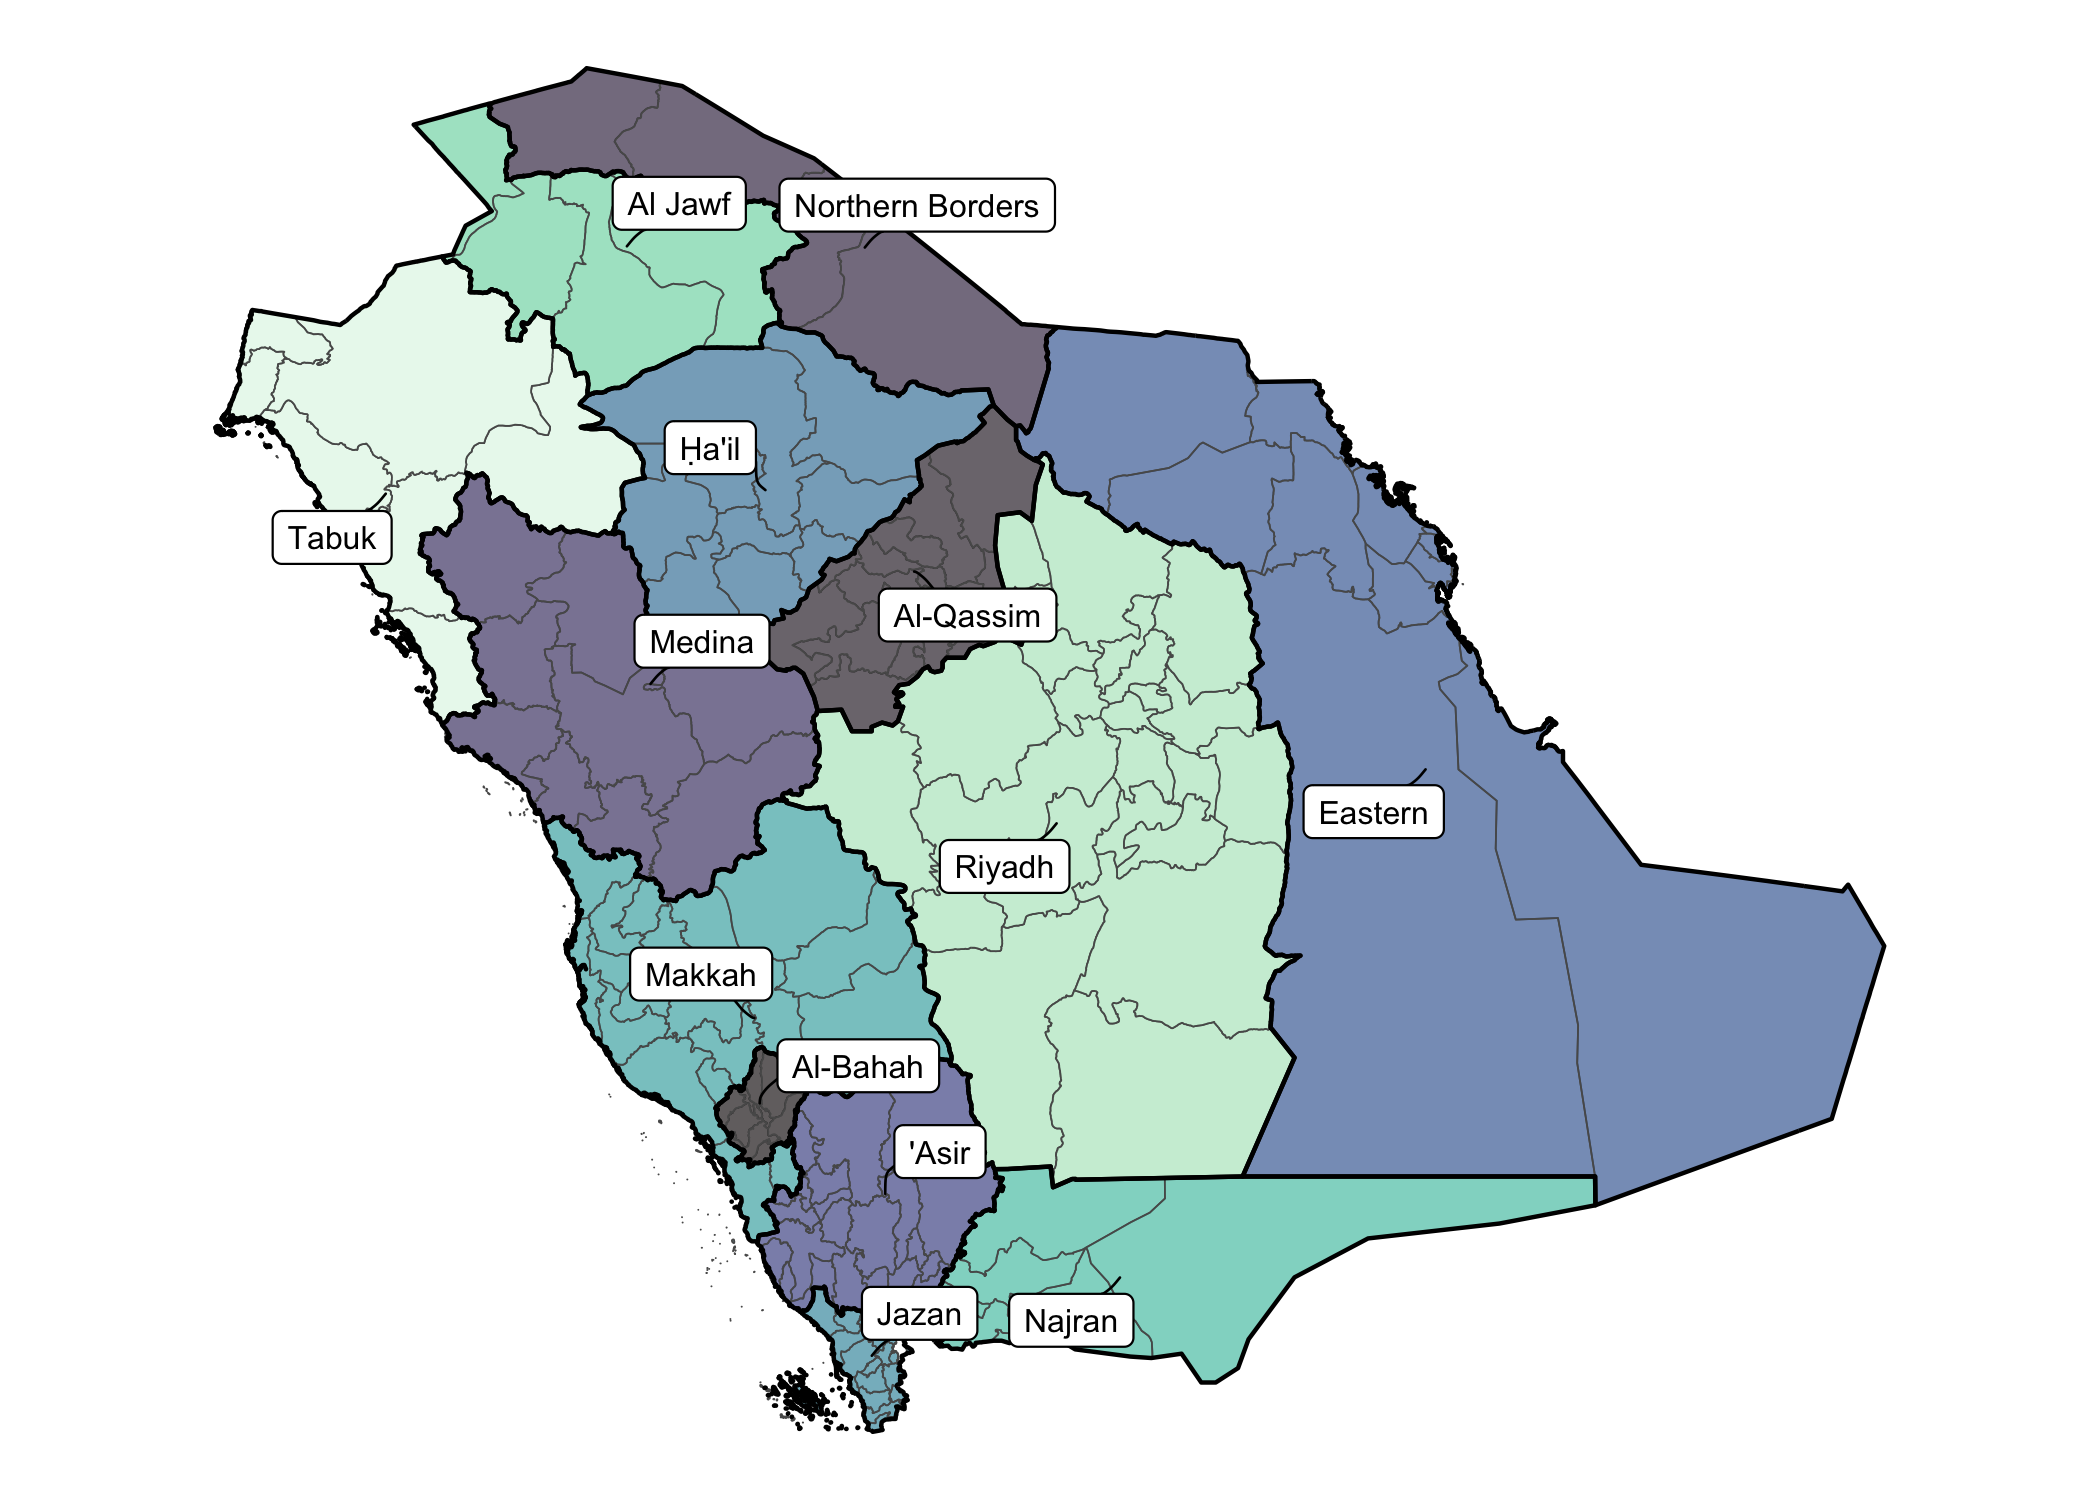 Al Jawf
Northern Borders
Ḥa'il
Tabuk
Al-Qassim
Medina
Eastern
Riyadh
Makkah
Al-Bahah
'Asir
Jazan
Najran